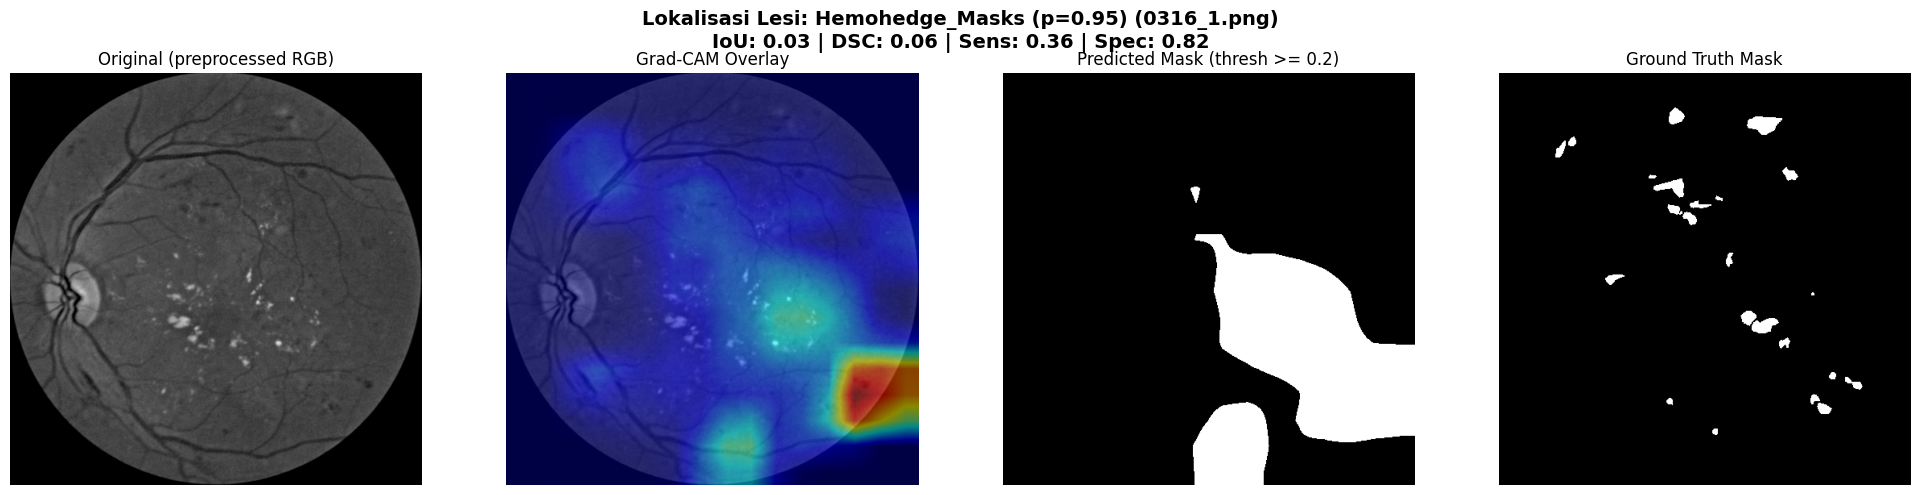 Lokalisasi Lesi: Hemohedge_Masks (p=0.95) (0316_1.png)
IoU: 0.03 | DSC: 0.06 | Sens: 0.36 | Spec: 0.82
Original (preprocessed RGB)
Grad-CAM Overlay
Predicted Mask (thresh >= 0.2)
Ground Truth Mask